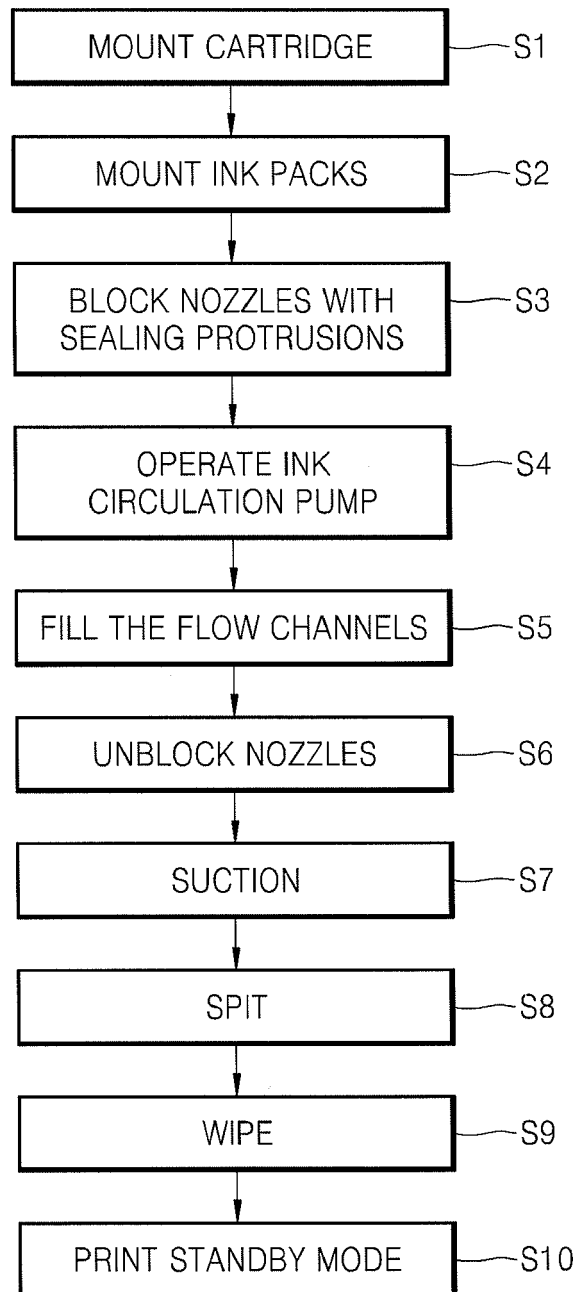 MOUNT CARTRIDGE S1
MOUNT INK PACKS S2
BLOCK NOZZLES WITH S3
SEALING PROTRUSIONS
OPERATE INK S4
CIRCULATION PUMP
FILL THE FLOW CHANNELS S5
UNBLOCK NOZZLES S6
SUCTION S7
SPIT S8
WIPE S9
PRINT STANDBY MODE S10